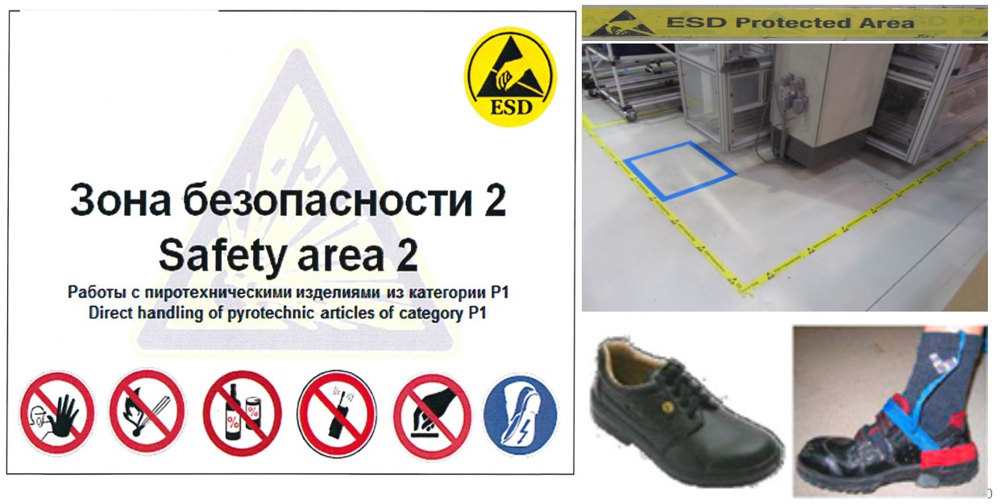 ESD
Зона безопасности 2
Safety area 2
Работы с пиротехническими изделиями из категории Р1
Direct handling of pyrotechnic articles of category P1
%
%
ESD Protected Area